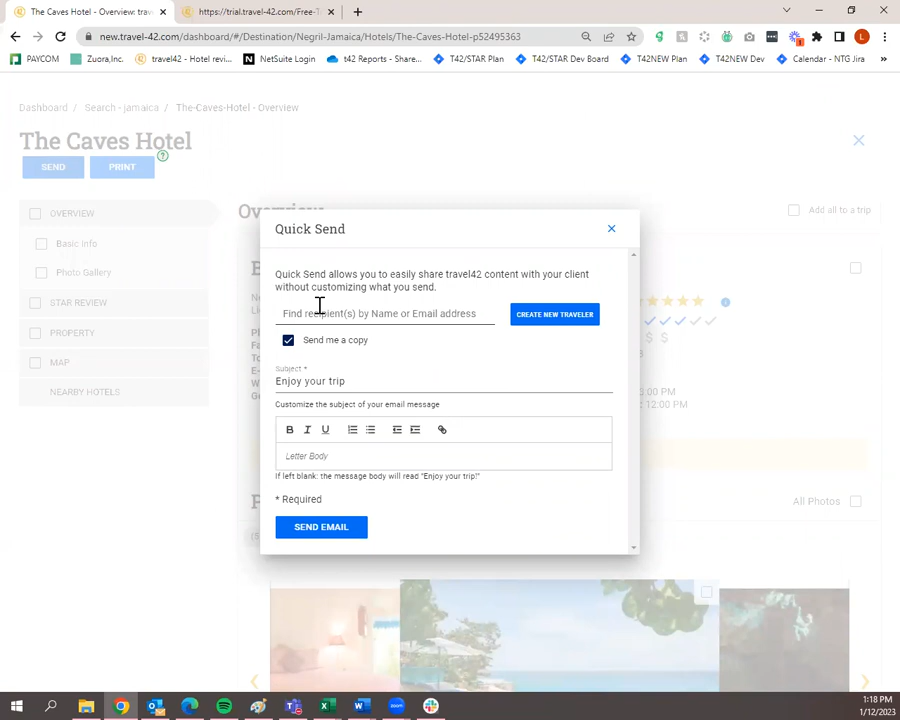 The Caves Hotel - Overview: trav
https://trial.travel-42.com/Free-T
new.travel-42.com/dashboard/#/Destination/Negril-Jamaica/Hotels/The-Caves-Hotel-p52495363
PAYCOM
Zuora,Inc.
travel42 - Hotel revi...
NetSuite Login
t42 Reports - Share...
T42/STAR Plan
T42/STAR Dev Board
T42NEW Plan
T42NEW Dev
Calendar - NTG Jira
Dashboard / Search - Jamaica / The-Caves-Hotel - Overview
The Caves Hotel
SEND
PRINT
OVERVIEW
Basic Info
Photo Gallery
STAR REVIEW
PROPERTY
MAP
NEARBY HOTELS
Overview
Add all to a trip
Quick Send
Quick Send allows you to easily share travel42 content with your client
without customizing what you send.
Find recipient(s) by Name or Email address
CREATE NEW TRAVELER
Send me a copy
Subject *
Enjoy your trip
Customize the subject of your email message
B I U
Letter Body
If left blank: the message body will read "Enjoy your trip!"
* Required
SEND EMAIL
$ $
:00 PM
: 12:00 PM
All Photos
1:18 PM
1/12/2023